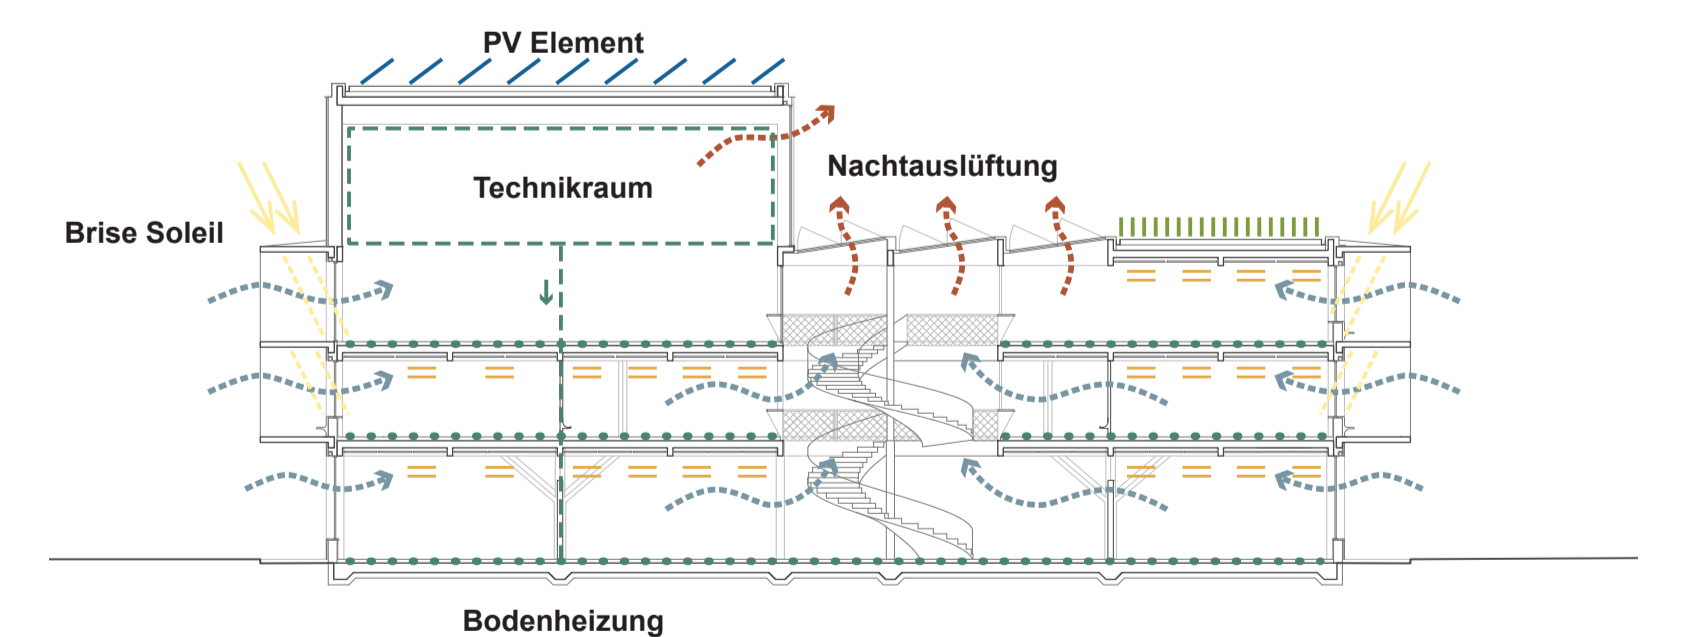 PV Element
Nachtauslüftung
Technikraum
Brise Soleil
Bodenheizung